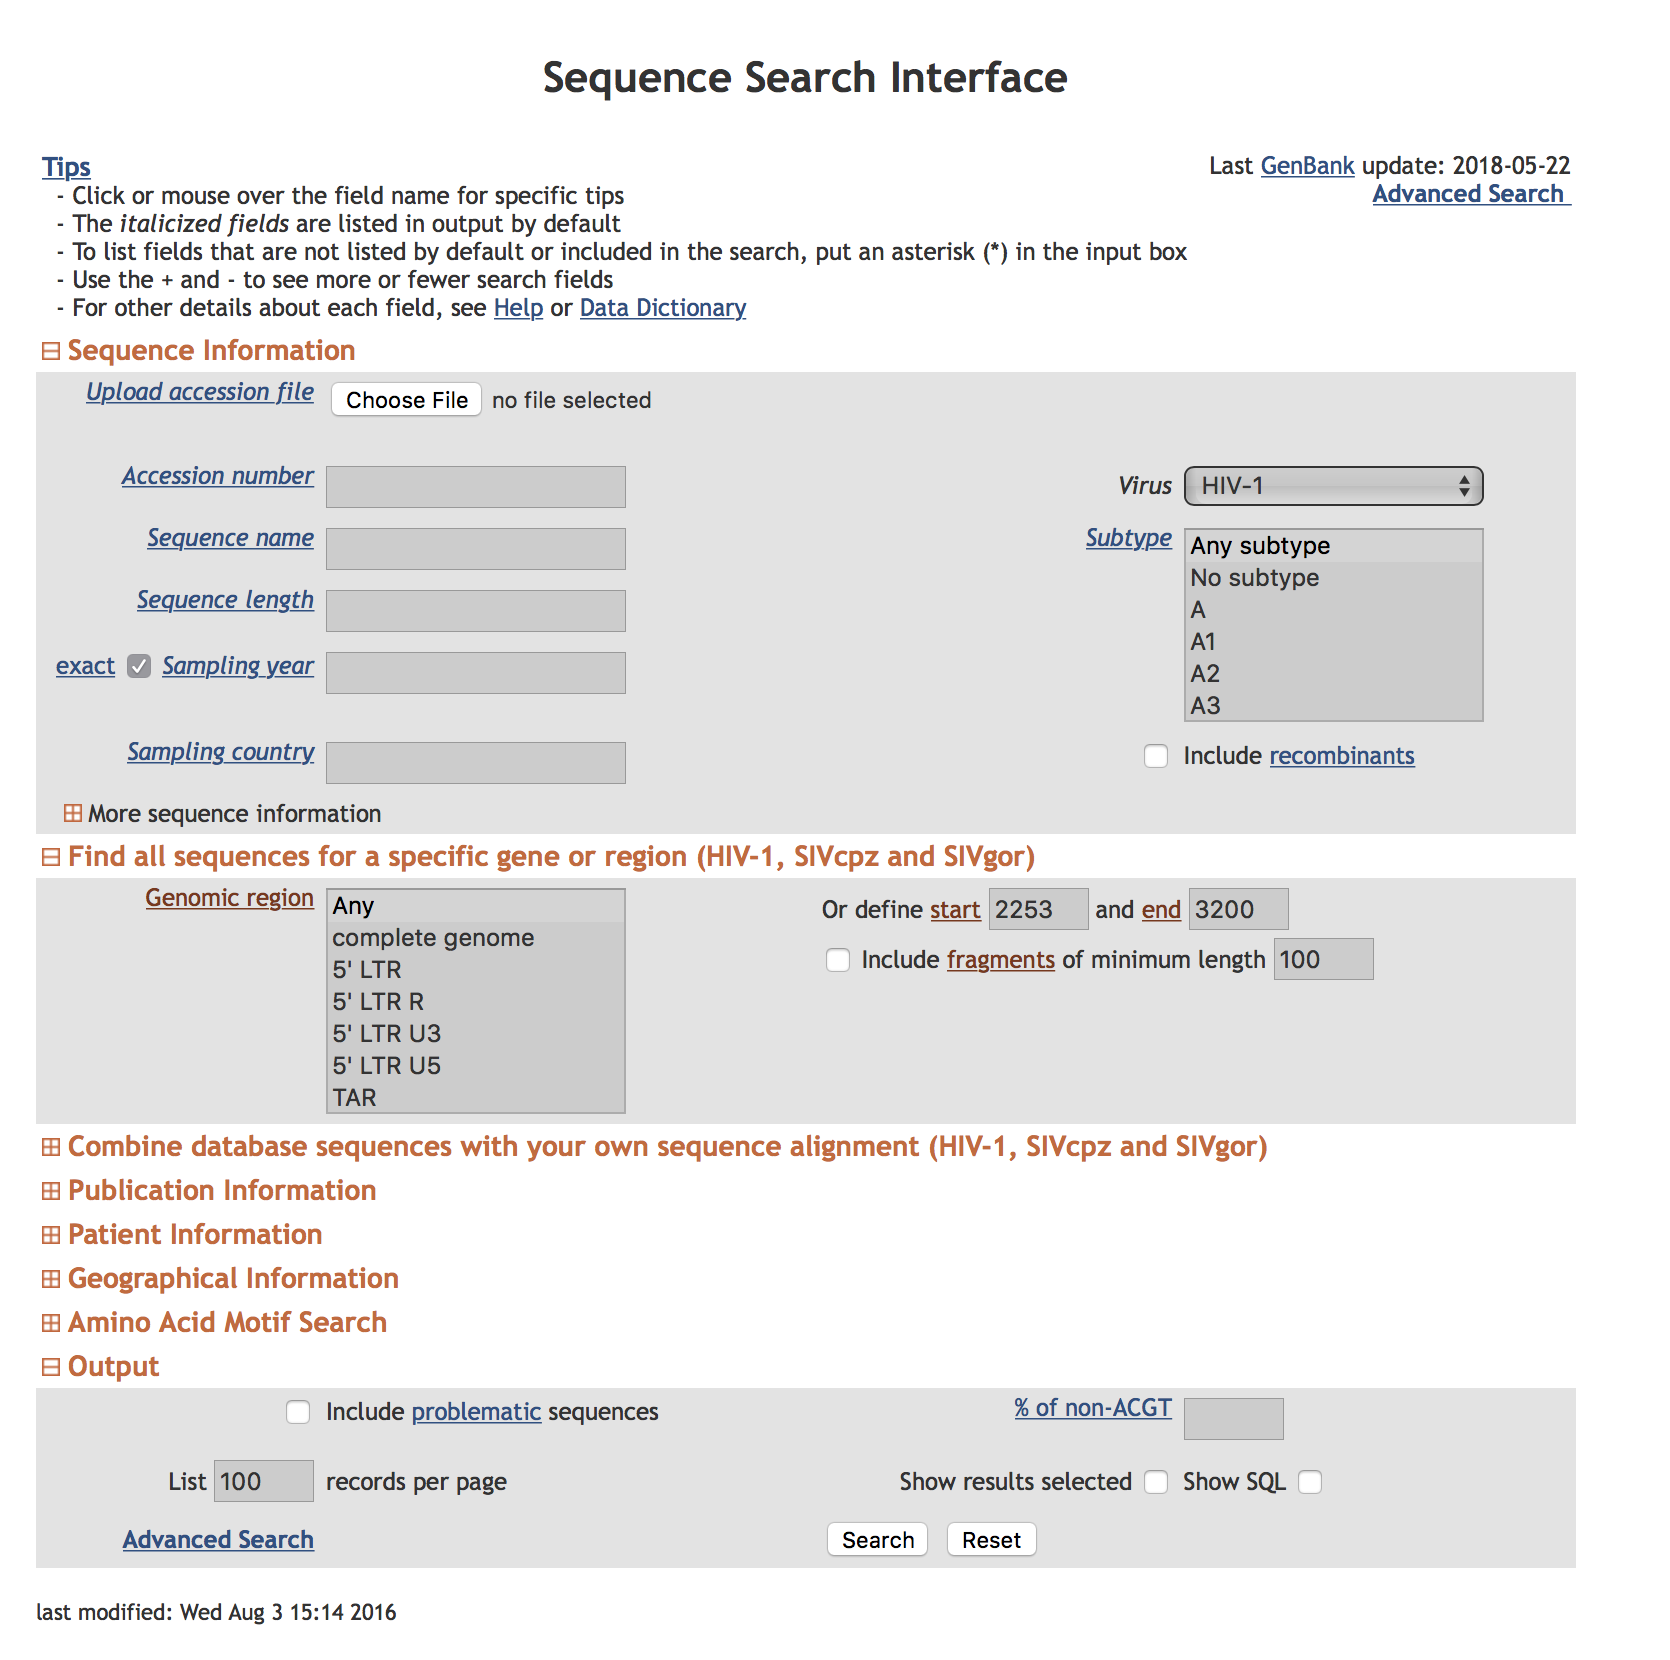 Sequence Search Interface
Tips
Last GenBank update: 2018-05-22
- Click or mouse over the field name for specific tips
Advanced Search
- The italicized fields are listed in output by default
- To list fields that are not listed by default or included in the search, put an asterisk (*) in the input box
- Use the + and - to see more or fewer search fields
- For other details about each field, see Help or Data Dictionary
Sequence Information
Upload accession file Choose File no file selected
Accession number
Virus HIV-1
Sequence name
Subtype Any subtype
No subtype
Sequence length
A
A1
exact Sampling year
A2
A3
Sampling country
Include recombinants
More sequence information
Find all sequences for a specific gene or region (HIV-1, SIVcpz and SIVgor)
Genomic region Any
complete genome
5' LTR
5' LTR R
5' LTR U3
5' LTR U5
TAR
Or define start 2253 and end 3200
Include fragments of minimum length 100
Combine database sequences with your own sequence alignment (HIV-1, SIVcpz and SIVgor)
Publication Information
Patient Information
Geographical Information
Amino Acid Motif Search
Output
Include problematic sequences
% of non-ACGT
List 100 records per page
Show results selected Show SQL
Advanced Search
Search Reset
last modified: Wed Aug 3 15:14 2016